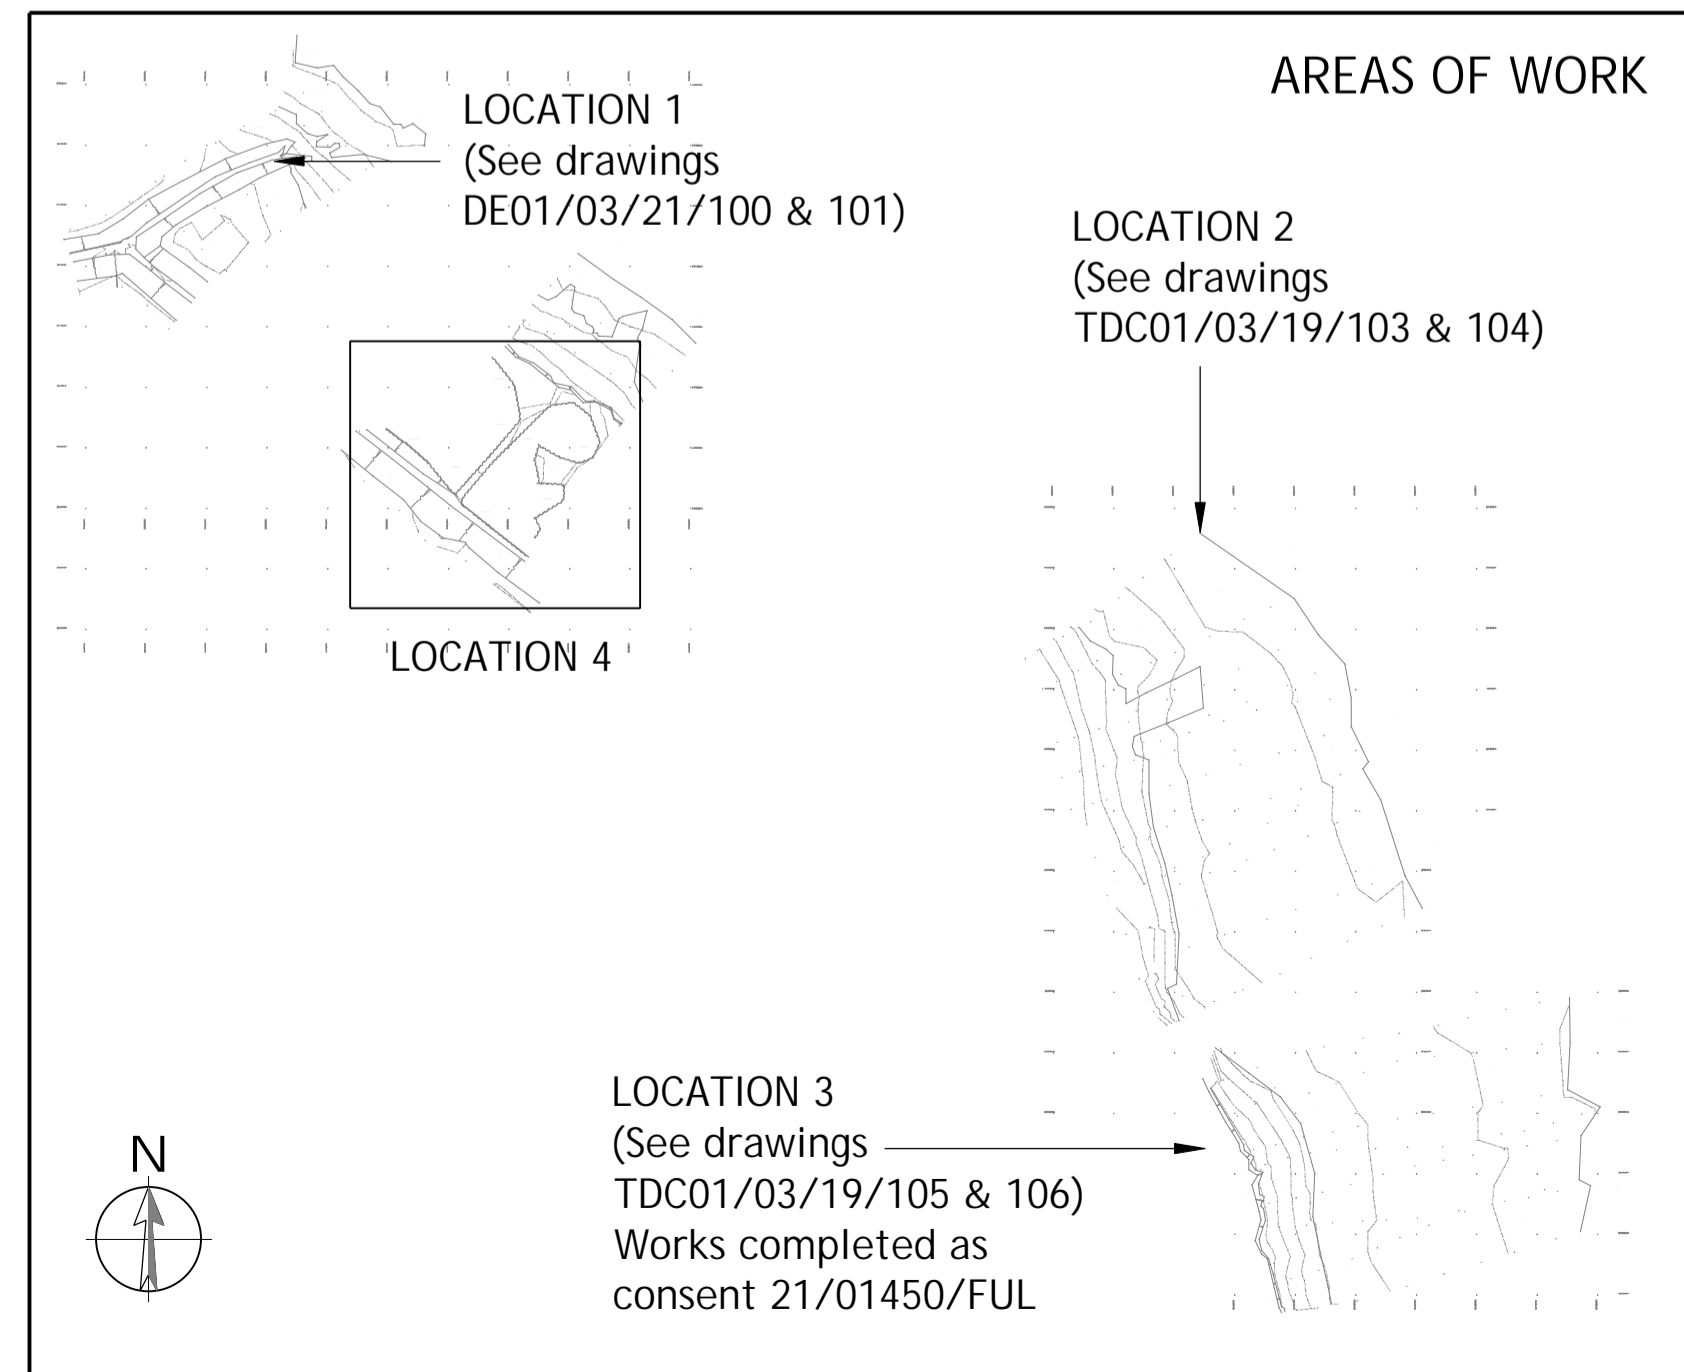 AREAS OF WORK
LOCATION 1
(See drawings
DE01/03/21/100 & 101)
LOCATION 2
(See drawings
TDC01/03/19/103 & 104)
LOCATION 4
LOCATION 3
(See drawings
TDC01/03/19/105 & 106)
Works completed as
consent 21/01450/FUL
N